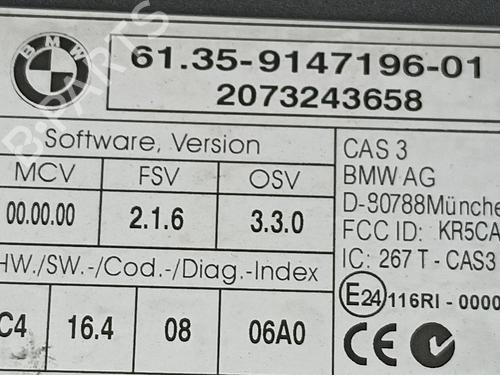 BMW
61.35-9147196-01
2073243658
Software, Version
MCV FSV OSV
00.00.00 2.1.6 3.3.0
HW./SW.-/Cod.-/Diag.-Index
C4 16.4 08 06A0
CAS 3
BMW AG
D-80788Münche
FCC ID: KR5CA
IC: 267 T - CAS3
E24 116RI - 0000
CE
B-PARTS